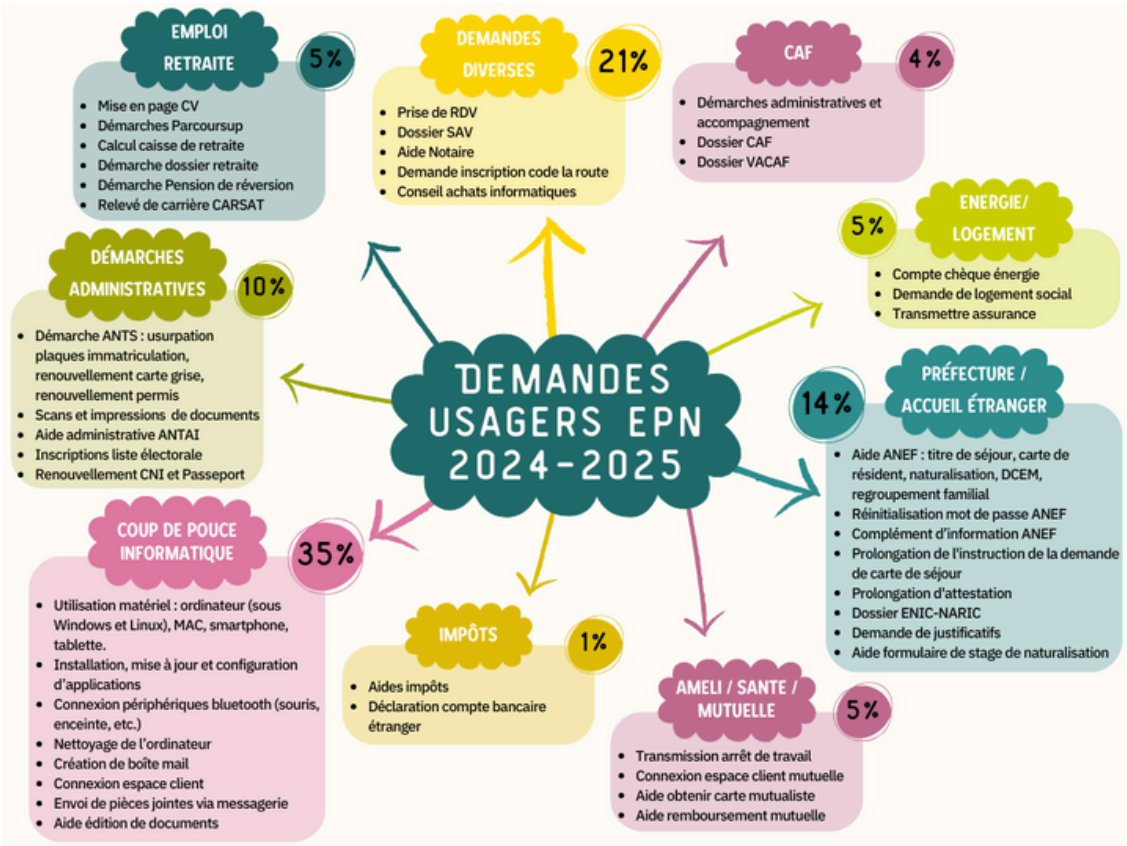 EMPLOI
RETRAITE
5%
• Mise en page CV
• Démarches Parcoursup
• Calcul caisse de retraite
• Démarche dossier retraite
• Démarche Pension de réversion
• Relevé de carrière CARSAT
DEMANDES
DIVERSES
21%
• Prise de RDV
• Dossier SAV
• Aide Notaire
• Demande inscription code la route
• Conseil achats informatiques
CAF
4%
• Démarches administratives et
accompagnement
• Dossier CAF
• Dossier VACAF
ENERGIE/
LOGEMENT
5%
• Compte chèque énergie
• Demande de logement social
• Transmettre assurance
DÉMARCHES
ADMINISTRATIVES
10%
• Démarche ANTS : usurpation
plaques immatriculation,
renouvellement carte grise,
renouvellement permis
• Scans et impressions de documents
• Aide administrative ANTAI
• Inscriptions liste électorale
• Renouvellement CNI et Passeport
DEMANDES
USAGERS EPN
2024-2025
PRÉFECTURE /
ACCUEIL ÉTRANGER
14%
• Aide ANEF : titre de séjour, carte de
résident, naturalisation, DCEM,
regroupement familial
• Réinitialisation mot de passe ANEF
• Complément d'information ANEF
• Prolongation de l'instruction de la demande
de carte de séjour
• Prolongation d'attestation
• Dossier ENIC-NARIC
• Demande de justificatifs
• Aide formulaire de stage de naturalisation
COUP DE POUCE
INFORMATIQUE
35%
• Utilisation matériel : ordinateur (sous
Windows et Linux), MAC, smartphone,
tablette.
• Installation, mise à jour et configuration
d'applications
• Connexion périphériques bluetooth (souris,
enceinte, etc.)
• Nettoyage de l'ordinateur
• Création de boîte mail
• Connexion espace client
• Envoi de pièces jointes via messagerie
• Aide édition de documents
IMPÔTS
1%
• Aides impôts
• Déclaration compte bancaire
étranger
AMELI / SANTE /
MUTUELLE
5%
• Transmission arrêt de travail
• Connexion espace client mutuelle
• Aide obtenir carte mutualiste
• Aide remboursement mutuelle